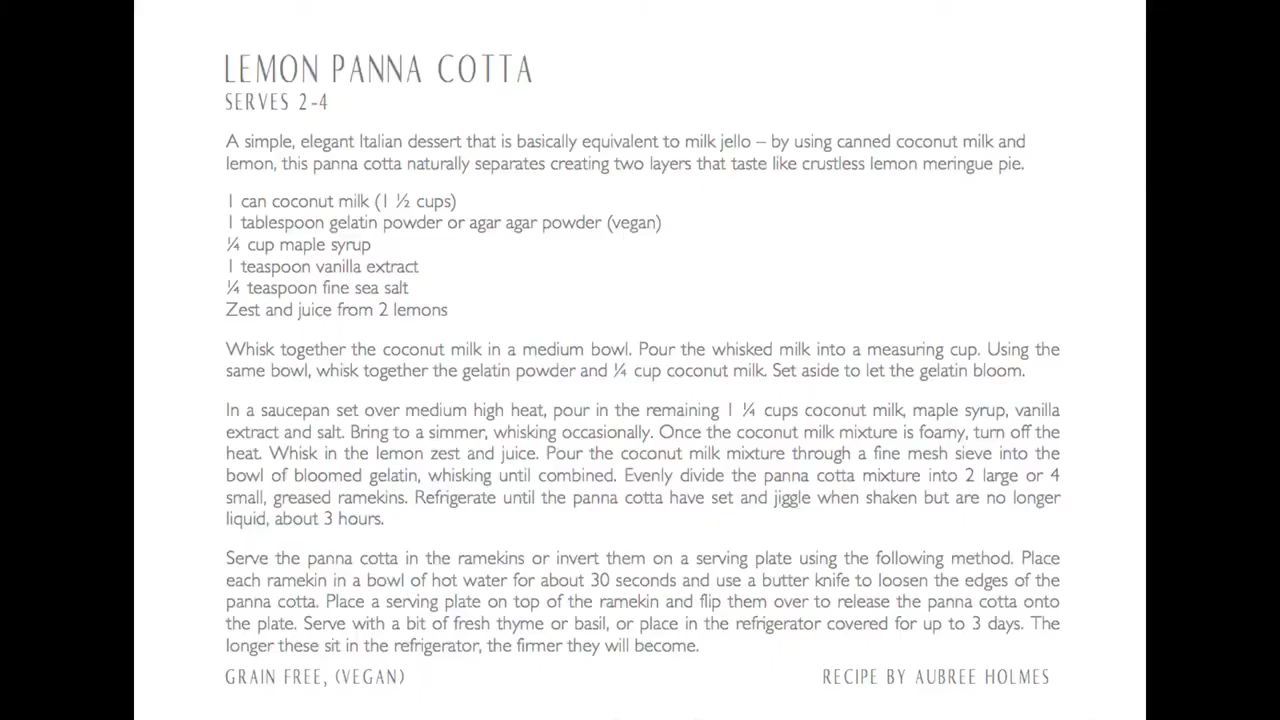 LEMON PANNA COTTA
SERVES 2-4
A simple, elegant Italian dessert that is basically equivalent to milk jello – by using canned coconut milk and
lemon, this panna cotta naturally separates creating two layers that taste like crustless lemon meringue pie.
1 can coconut milk (1 ½ cups)
1 tablespoon gelatin powder or agar agar powder (vegan)
¼ cup maple syrup
1 teaspoon vanilla extract
¼ teaspoon fine sea salt
Zest and juice from 2 lemons
Whisk together the coconut milk in a medium bowl. Pour the whisked milk into a measuring cup. Using the
same bowl, whisk together the gelatin powder and ¼ cup coconut milk. Set aside to let the gelatin bloom.
In a saucepan set over medium high heat, pour in the remaining 1 ¼ cups coconut milk, maple syrup, vanilla
extract and salt. Bring to a simmer, whisking occasionally. Once the coconut milk mixture is foamy, turn off the
heat. Whisk in the lemon zest and juice. Pour the coconut milk mixture through a fine mesh sieve into the
bowl of bloomed gelatin, whisking until combined. Evenly divide the panna cotta mixture into 2 large or 4
small, greased ramekins. Refrigerate until the panna cotta have set and jiggle when shaken but are no longer
liquid, about 3 hours.
Serve the panna cotta in the ramekins or invert them on a serving plate using the following method. Place
each ramekin in a bowl of hot water for about 30 seconds and use a butter knife to loosen the edges of the
panna cotta. Place a serving plate on top of the ramekin and flip them over to release the panna cotta onto
the plate. Serve with a bit of fresh thyme or basil, or place in the refrigerator covered for up to 3 days. The
longer these sit in the refrigerator, the firmer they will become.
GRAIN FREE, (VEGAN)
RECIPE BY AUBREE HOLMES